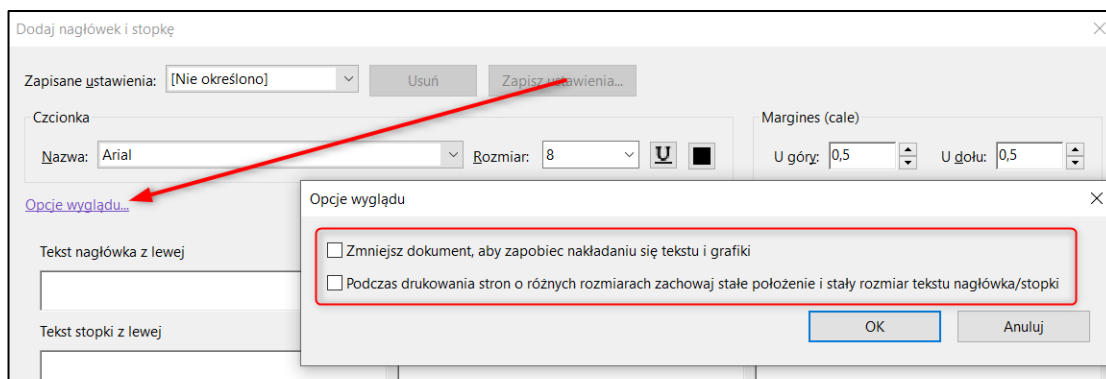 Dodaj nagłówek i stopkę
Zapisane ustawienia: [Nie określono] Usuń Zapisz ustawienia...
Czcionka Margines (cale)
Nazwa: Arial Rozmiar: 8 U U góry: 0,5 U dołu: 0,5
Opcje wyglądu... Opcje wyglądu
Tekst nagłówka z lewej Zmniejsz dokument, aby zapobiec nakładaniu się tekstu i grafiki
Podczas drukowania stron o różnych rozmiarach zachowaj stałe położenie i stały rozmiar tekstu nagłówka/stopki
Tekst stopki z lewej OK Anuluj